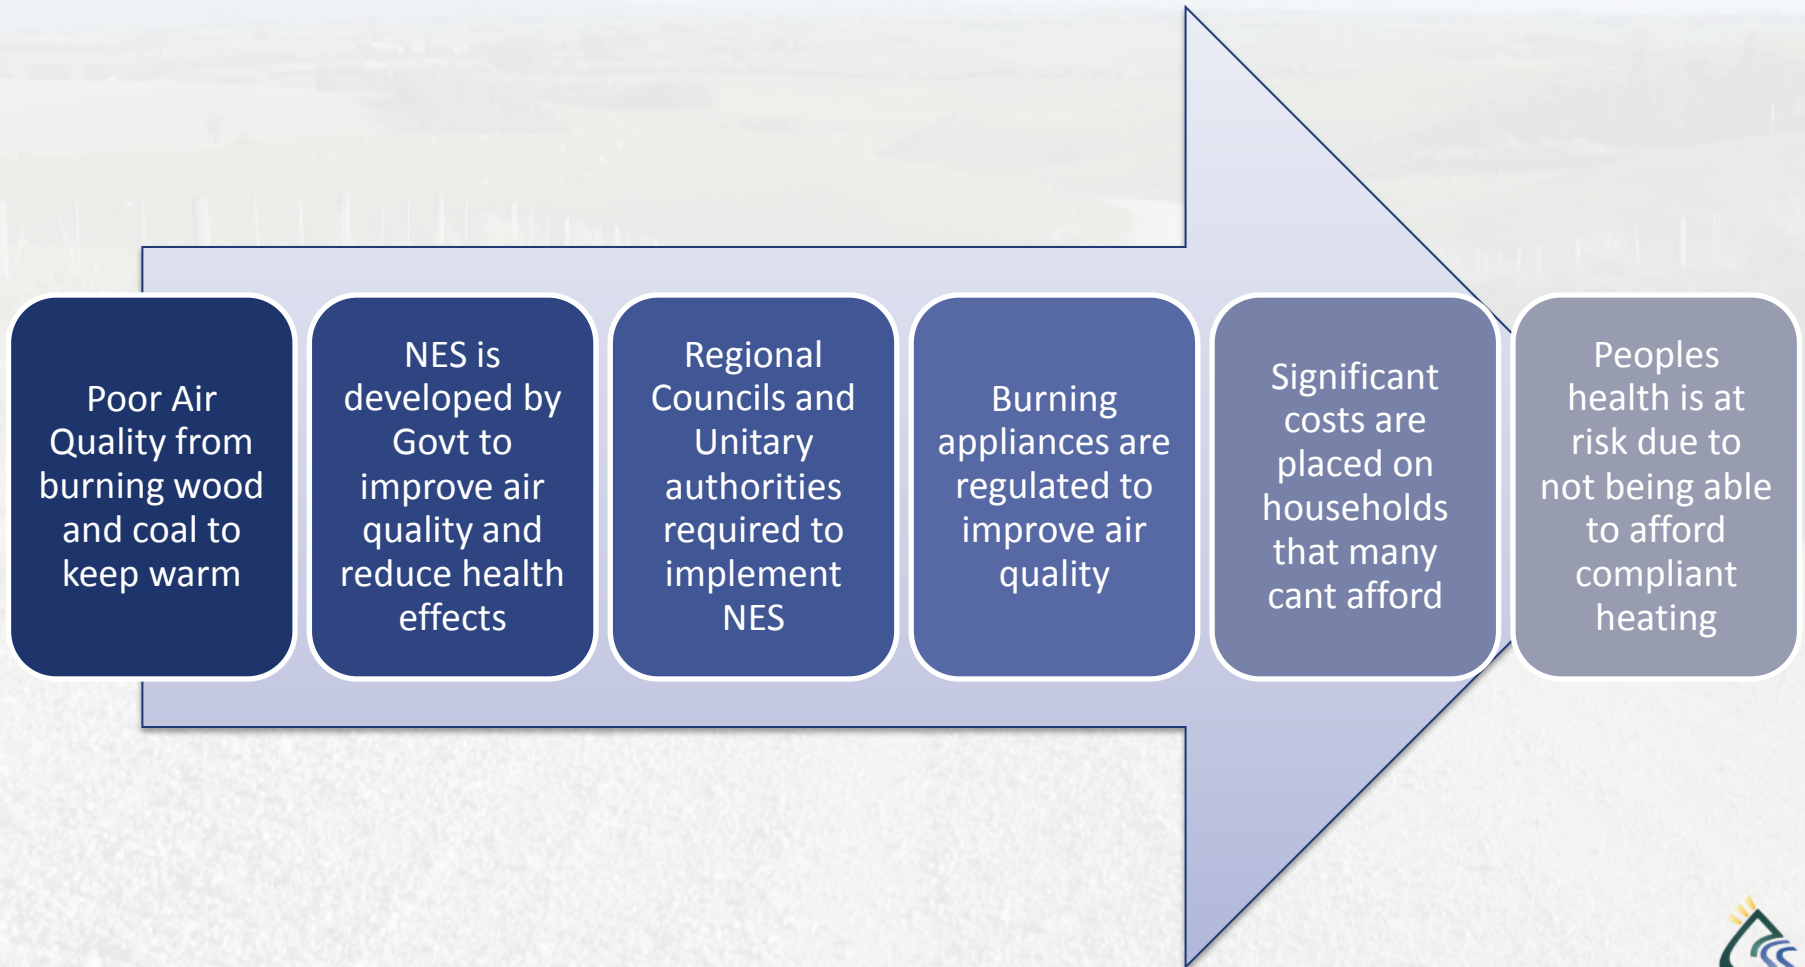 Poor Air
Quality from
burning wood
and coal to
keep warm
NES is
developed by
Govt to
improve air
quality and
reduce health
effects
Regional
Councils and
Unitary
authorities
required to
implement
NES
Burning
appliances are
regulated to
improve air
quality
Significant
costs are
placed on
households
that many
cant afford
Peoples
health is at
risk due to
not being able
to afford
compliant
heating